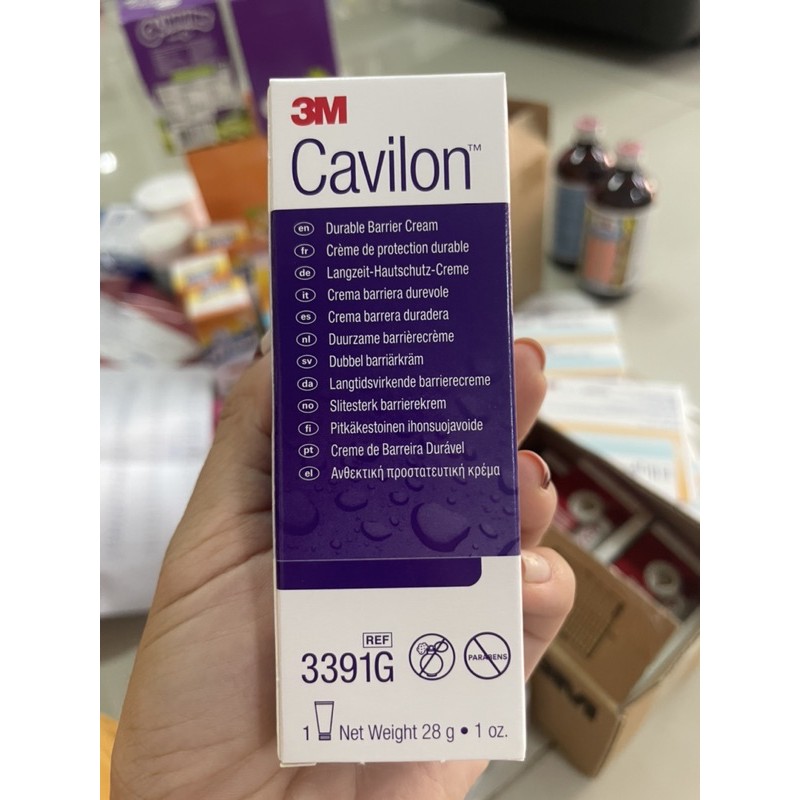 3M
Cavilon™
en Durable Barrier Cream
fr Crème de protection durable
de Langzeit-Hautschutz-Creme
it Crema barriera durevole
es Crema barrera duradera
nl Duurzame barrièrecrème
sv Dubbel barriärkräm
da Langtidsvirkende barrierecreme
no Slitesterk barrierekrem
fi Pitkäkestoinen ihonsuojavoide
pt Creme de Barreira Durável
el Ανθεκτική προστατευτική κρέμα
REF
3391G
PARABENS
1 Net Weight 28 g • 1 oz.